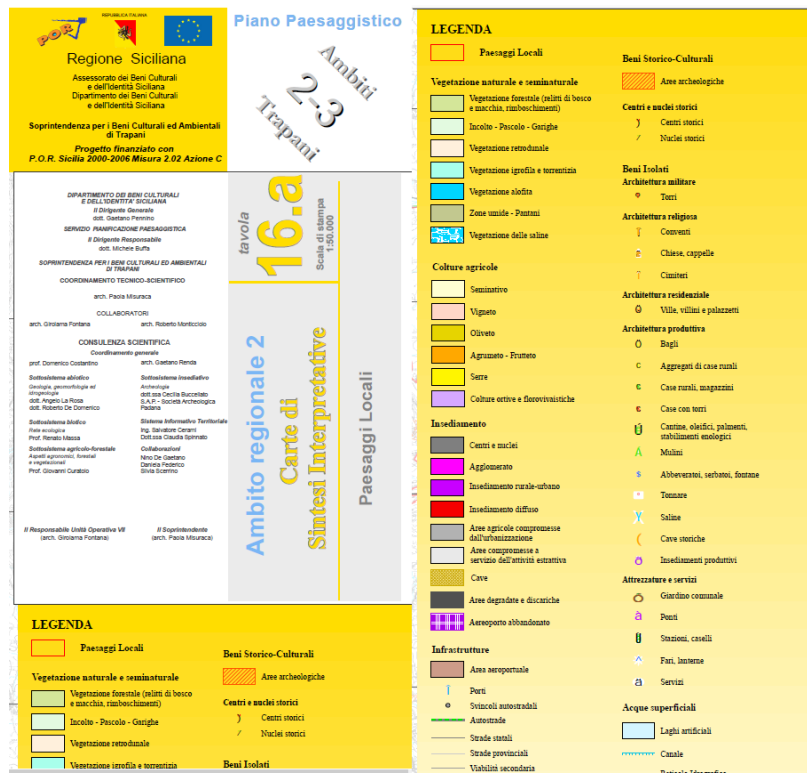 POR
REPUBBLICA ITALIANA
Regione Siciliana
Assessorato dei Beni Culturali
e dell'Identità Siciliana
Dipartimento dei Beni Culturali
e dell'Identità Siciliana
Soprintendenza per i Beni Culturali ed Ambientali
di Trapani
Progetto finanziato con
P.O.R. Sicilia 2000-2006 Misura 2.02 Azione C
Piano Paesaggistico
Ambiti
2-3
Trapani
DIPARTIMENTO DEI BENI CULTURALI
E DELL'IDENTITA' SICILIANA
Il Dirigente Generale
dott. Gaetano Pennino
SERVIZIO PIANIFICAZIONE PAESAGGISTICA
Il Dirigente Responsabile
dott. Michele Buffa
SOPRINTENDENZA PER I BENI CULTURALI ED AMBIENTALI
DI TRAPANI
COORDINAMENTO TECNICO-SCIENTIFICO
arch. Paola Misuraca
COLLABORATORI
arch. Girolama Fontana
arch. Roberto Monticciolo
CONSULENZA SCIENTIFICA
Coordinamento generale
prof. Domenico Costantino
arch. Gaetano Renda
Sottosistema abiotico
Geologia, geomorfologia ed
idrogeologia
dott. Angelo La Rosa
dott. Roberto De Domenico
Sottosistema insediativo
Archeologia
dott.ssa Cecilia Buccellato
S.A.P. - Società Archeologica
Padana
Sottosistema biotico
Rete ecologica
Prof. Renato Massa
Sistema Informativo Territoriale
Ing. Salvatore Cerami
Dott.ssa Claudia Spinnato
Sottosistema agricolo-forestale
Aspetti agronomici, forestali
e vegetazionali
Prof. Giovanni Curatolo
Collaborazioni
Nino De Gaetano
Daniela Federico
Silvia Scerrino
Il Responsabile Unità Operativa VII
(arch. Girolama Fontana)
Il Soprintendente
(arch. Paola Misuraca)
tavola
16.a
Scala di stampa
1:50.000
Ambito regionale 2
Carte di
Sintesi Interpretative
Paesaggi Locali
LEGENDA
Paesaggi Locali
Vegetazione naturale e seminaturale
Vegetazione forestale (relitti di bosco
e macchia, rimboschimenti)
Incolto - Pascolo - Garighe
Vegetazione retrodunale
Vegetazione igrofila e torrentizia
Beni Storico-Culturali
Aree archeologiche
Centri e nuclei storici
Centri storici
Nuclei storici
Beni Isolati
LEGENDA
Paesaggi Locali
Vegetazione naturale e seminaturale
Vegetazione forestale (relitti di bosco
e macchia, rimboschimenti)
Incolto - Pascolo - Garighe
Vegetazione retrodunale
Vegetazione igrofila e torrentizia
Vegetazione alofita
Zone umide - Pantani
Vegetazione delle saline
Colture agricole
Seminativo
Vigneto
Oliveto
Agrumeto - Frutteto
Serre
Colture ortive e florovivaistiche
Insediamento
Centri e nuclei
Agglomerato
Insediamento rurale-urbano
Insediamento diffuso
Aree agricole compromesse
dall'urbanizzazione
Aree compromesse a
servizio dell'attività estrattiva
Cave
Aree degradate e discariche
Aereoporto abbandonato
Infrastrutture
Area aeroportuale
Porti
Svincoli autostradali
Autostrade
Strade statali
Strade provinciali
Viabilità secondaria
Beni Storico-Culturali
Aree archeologiche
Centri e nuclei storici
Centri storici
Nuclei storici
Beni Isolati
Architettura militare
Torri
Architettura religiosa
Conventi
Chiese, cappelle
Cimiteri
Architettura residenziale
Ville, villini e palazzetti
Architettura produttiva
Bagli
Aggregati di case rurali
Case rurali, magazzini
Case con torri
Cantine, oleifici, palmenti,
stabilimenti enologici
Mulini
Abbeveratoi, serbatoi, fontane
Tonnare
Saline
Cave storiche
Insediamenti produttivi
Attrezzature e servizi
Giardino comunale
Ponti
Stazioni, caselli
Fari, lanterne
Servizi
Acque superficiali
Laghi artificiali
Canale